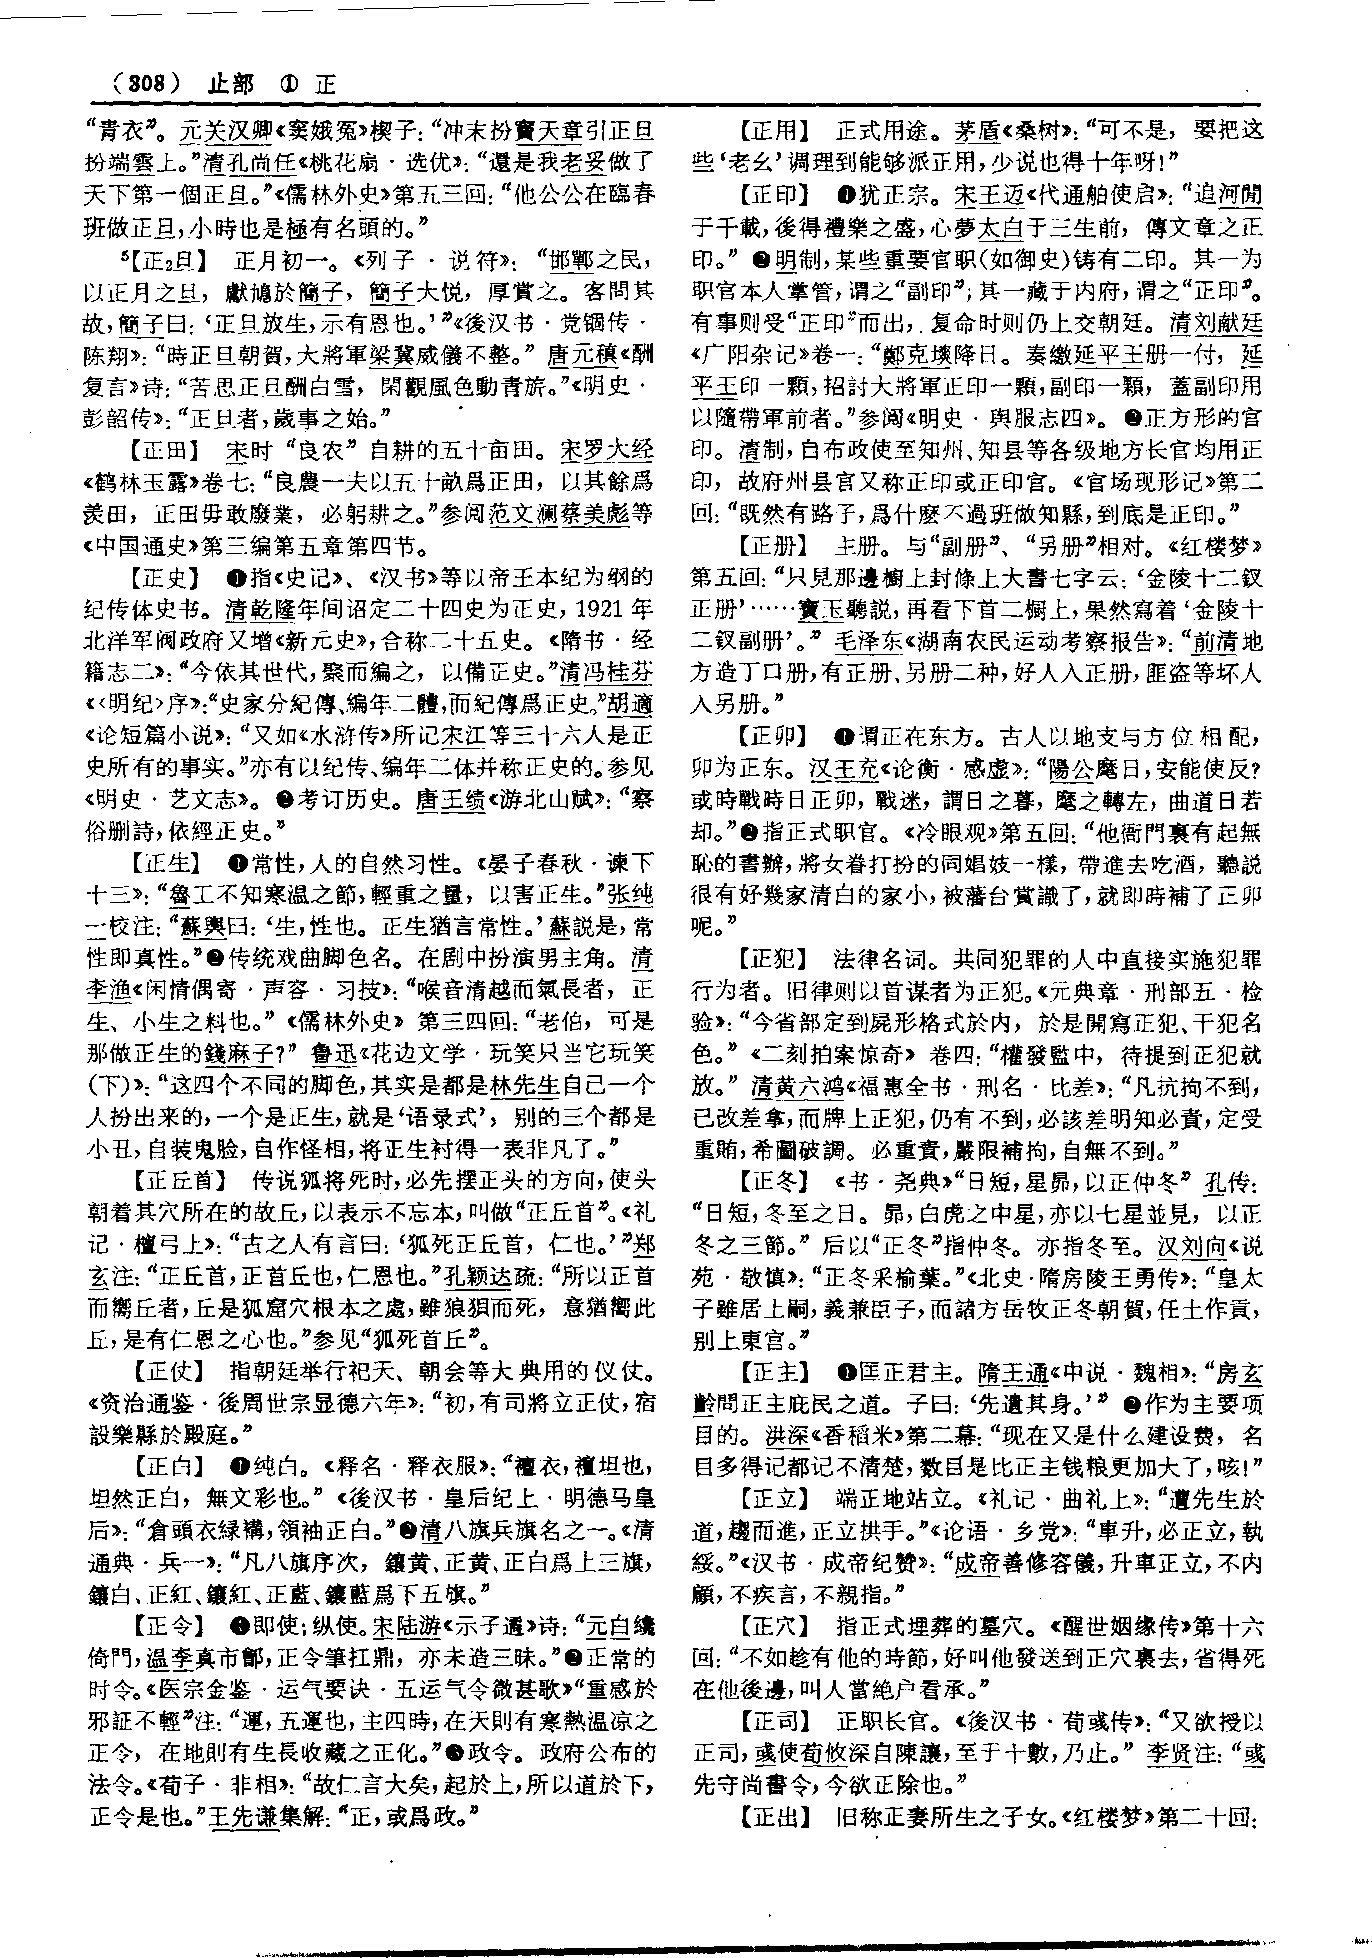 （308） 止部 ① 正
“青衣”。元关汉卿《窦娥冤》楔子：“冲末扮竇天章引正旦
扮端雲上。”清孔尚任《桃花扇·选优》：“還是我老妥做了
天下第一個正旦。”《儒林外史》第五三回：“他公公在臨春
班做正旦，小時也是極有名頭的。”
⁵【正₂旦】 正月初一。《列子·说符》：“邯鄲之民，
以正月之旦，獻鳩於簡子，簡子大悦，厚賞之。客問其
故，簡子曰：‘正旦放生，示有恩也。’”《後汉书·党锢传·
陈翔》：“時正旦朝賀，大將軍梁冀威儀不整。”唐元稹《酬
复言》诗：“苦思正旦酬白雪，閑觀風色動青旂。”《明史·
彭韶传》：“正旦者，歲事之始。”
【正田】 宋时“良农”自耕的五十亩田。宋罗大经
《鹤林玉露》卷七：“良農一夫以五十畝爲正田，以其餘爲
羡田，正田毋敢廢業，必躬耕之。”参阅范文澜蔡美彪等
《中国通史》第三编第五章第四节。
【正史】 ❶指《史记》、《汉书》等以帝王本纪为纲的
纪传体史书。清乾隆年间诏定二十四史为正史，1921年
北洋军阀政府又增《新元史》，合称二十五史。《隋书·经
籍志二》：“今依其世代，聚而編之，以備正史。”清冯桂芬
《〈明纪〉序》：“史家分紀傳、編年二體，而紀傳爲正史。”胡適
《论短篇小说》：“又如《水浒传》所记宋江等三十六人是正
史所有的事实。”亦有以纪传、编年二体并称正史的。参见
《明史·艺文志》。❷考订历史。唐王绩《游北山赋》：“察
俗删詩，依經正史。”
【正生】 ❶常性，人的自然习性。《晏子春秋·谏下
十三》：“魯工不知寒温之節，輕重之量，以害正生。”张纯
一校注：“蘇輿曰：‘生，性也。正生猶言常性。’蘇説是，常
性即真性。”❷传统戏曲脚色名。在剧中扮演男主角。清
李渔《闲情偶寄·声容·习技》：“喉音清越而氣長者，正
生、小生之料也。”《儒林外史》第三四回：“老伯，可是
那做正生的錢麻子？”鲁迅《花边文学·玩笑只当它玩笑
（下）》：“这四个不同的脚色，其实是都是林先生自己一个
人扮出来的，一个是正生，就是‘语录式’，别的三个都是
小丑，自装鬼脸，自作怪相，将正生衬得一表非凡了。”
【正丘首】 传说狐将死时，必先摆正头的方向，使头
朝着其穴所在的故丘，以表示不忘本，叫做“正丘首”。《礼
记·檀弓上》：“古之人有言曰：‘狐死正丘首，仁也。’”郑
玄注：“正丘首，正首丘也，仁恩也。”孔颖达疏：“所以正首
而嚮丘者，丘是狐窟穴根本之處，雖狼狽而死，意猶嚮此
丘，是有仁恩之心也。”参见“狐死首丘”。
【正仗】 指朝廷举行祀天、朝会等大典用的仪仗。
《资治通鉴·後周世宗显德六年》：“初，有司將立正仗，宿
設樂縣於殿庭。”
【正白】 ❶纯白。《释名·释衣服》：“襢衣，襢坦也，
坦然正白，無文彩也。”《後汉书·皇后纪上·明德马皇
后》：“倉頭衣緑褠，領袖正白。”❷清八旗兵旗名之一。《清
通典·兵一》：“凡八旗序次，鑲黄、正黄、正白爲上三旗，
鑲白、正紅、鑲紅、正藍、鑲藍爲下五旗。”
【正令】 ❶即使；纵使。宋陆游《示子遹》诗：“元白纔
倚門，温李真市鄽，正令筆扛鼎，亦未造三昧。”❷正常的
时令。《医宗金鉴·运气要诀·五运气令微甚歌》“重感於
邪証不輕”注：“運，五運也，主四時，在天則有寒熱温凉之
正令，在地則有生長收藏之正化。”❸政令。政府公布的
法令。《荀子·非相》：“故仁言大矣，起於上，所以道於下，
正令是也。”王先谦集解：“正，或爲政。”
【正用】 正式用途。茅盾《桑树》：“可不是，要把这
些‘老幺’调理到能够派正用，少说也得十年呀！”
【正印】 ❶犹正宗。宋王迈《代通舶使启》：“追河間
于千載，後得禮樂之盛，心夢太白于三生前，傳文章之正
印。”❷明制，某些重要官职（如御史）铸有二印。其一为
职官本人掌管，谓之“副印”；其一藏于内府，谓之“正印”。
有事则受“正印”而出，复命时则仍上交朝廷。清刘献廷
《广阳杂记》卷一：“鄭克塽降日。奏繳延平王册一付，延
平王印一顆，招討大將軍正印一顆，副印一顆，蓋副印用
以隨帶軍前者。”参阅《明史·舆服志四》。❸正方形的官
印。清制，自布政使至知州、知县等各级地方长官均用正
印，故府州县官又称正印或正印官。《官场现形记》第二
回：“既然有路子，爲什麽不過班做知縣，到底是正印。”
【正册】 主册。与“副册”、“另册”相对。《红楼梦》
第五回：“只見那邊櫥上封條上大書七字云：‘金陵十二釵
正册’……寶玉聽説，再看下首二櫥上，果然寫着‘金陵十
二釵副册’。”毛泽东《湖南农民运动考察报告》：“前清地
方造丁口册，有正册、另册二种，好人入正册，匪盗等坏人
入另册。”
【正卯】 ❶谓正在东方。古人以地支与方位相配，
卯为正东。汉王充《论衡·感虚》：“陽公麾日，安能使反？
或時戰時日正卯，戰迷，謂日之暮，麾之轉左，曲道日若
却。”❷指正式职官。《冷眼观》第五回：“他衙門裏有起無
恥的書辦，將女眷打扮的同娼妓一樣，帶進去吃酒，聽説
很有好幾家清白的家小，被藩台賞識了，就即時補了正卯
呢。”
【正犯】 法律名词。共同犯罪的人中直接实施犯罪
行为者。旧律则以首谋者为正犯。《元典章·刑部五·检
验》：“今省部定到屍形格式於内，於是開寫正犯、干犯名
色。”《二刻拍案惊奇》卷四：“權發監中，待提到正犯就
放。”清黄六鸿《福惠全书·刑名·比差》：“凡抗拘不到，
已改差拿，而牌上正犯，仍有不到，必該差明知必責，定受
重賄，希圖破調。必重責，嚴限補拘，自無不到。”
【正冬】 《书·尧典》“日短，星昴，以正仲冬”孔传：
“日短，冬至之日。昴，白虎之中星，亦以七星並見，以正
冬之三節。”后以“正冬”指仲冬。亦指冬至。汉刘向《说
苑·敬慎》：“正冬采榆葉。”《北史·隋房陵王勇传》：“皇太
子雖居上嗣，義兼臣子，而諸方岳牧正冬朝賀，任土作貢，
别上東宫。”
【正主】 ❶匡正君主。隋王通《中说·魏相》：“房玄
齡問正主庇民之道。子曰：‘先遺其身。’”❷作为主要项
目的。洪深《香稻米》第二幕：“现在又是什么建设费，名
目多得记都记不清楚，数目是比正主钱粮更加大了，咳！”
【正立】 端正地站立。《礼记·曲礼上》：“遭先生於
道，趨而進，正立拱手。”《论语·乡党》：“車升，必正立，執
綏。”《汉书·成帝纪赞》：“成帝善修容儀，升車正立，不内
顧，不疾言，不親指。”
【正穴】 指正式埋葬的墓穴。《醒世姻缘传》第十六
回：“不如趁有他的時節，好叫他發送到正穴裏去，省得死
在他後邊，叫人當絶户看承。”
【正司】 正职长官。《後汉书·荀彧传》：“又欲授以
正司，彧使荀攸深自陳讓，至于十數，乃止。”李贤注：“彧
先守尚書令，今欲正除也。”
【正出】 旧称正妻所生之子女。《红楼梦》第二十回：